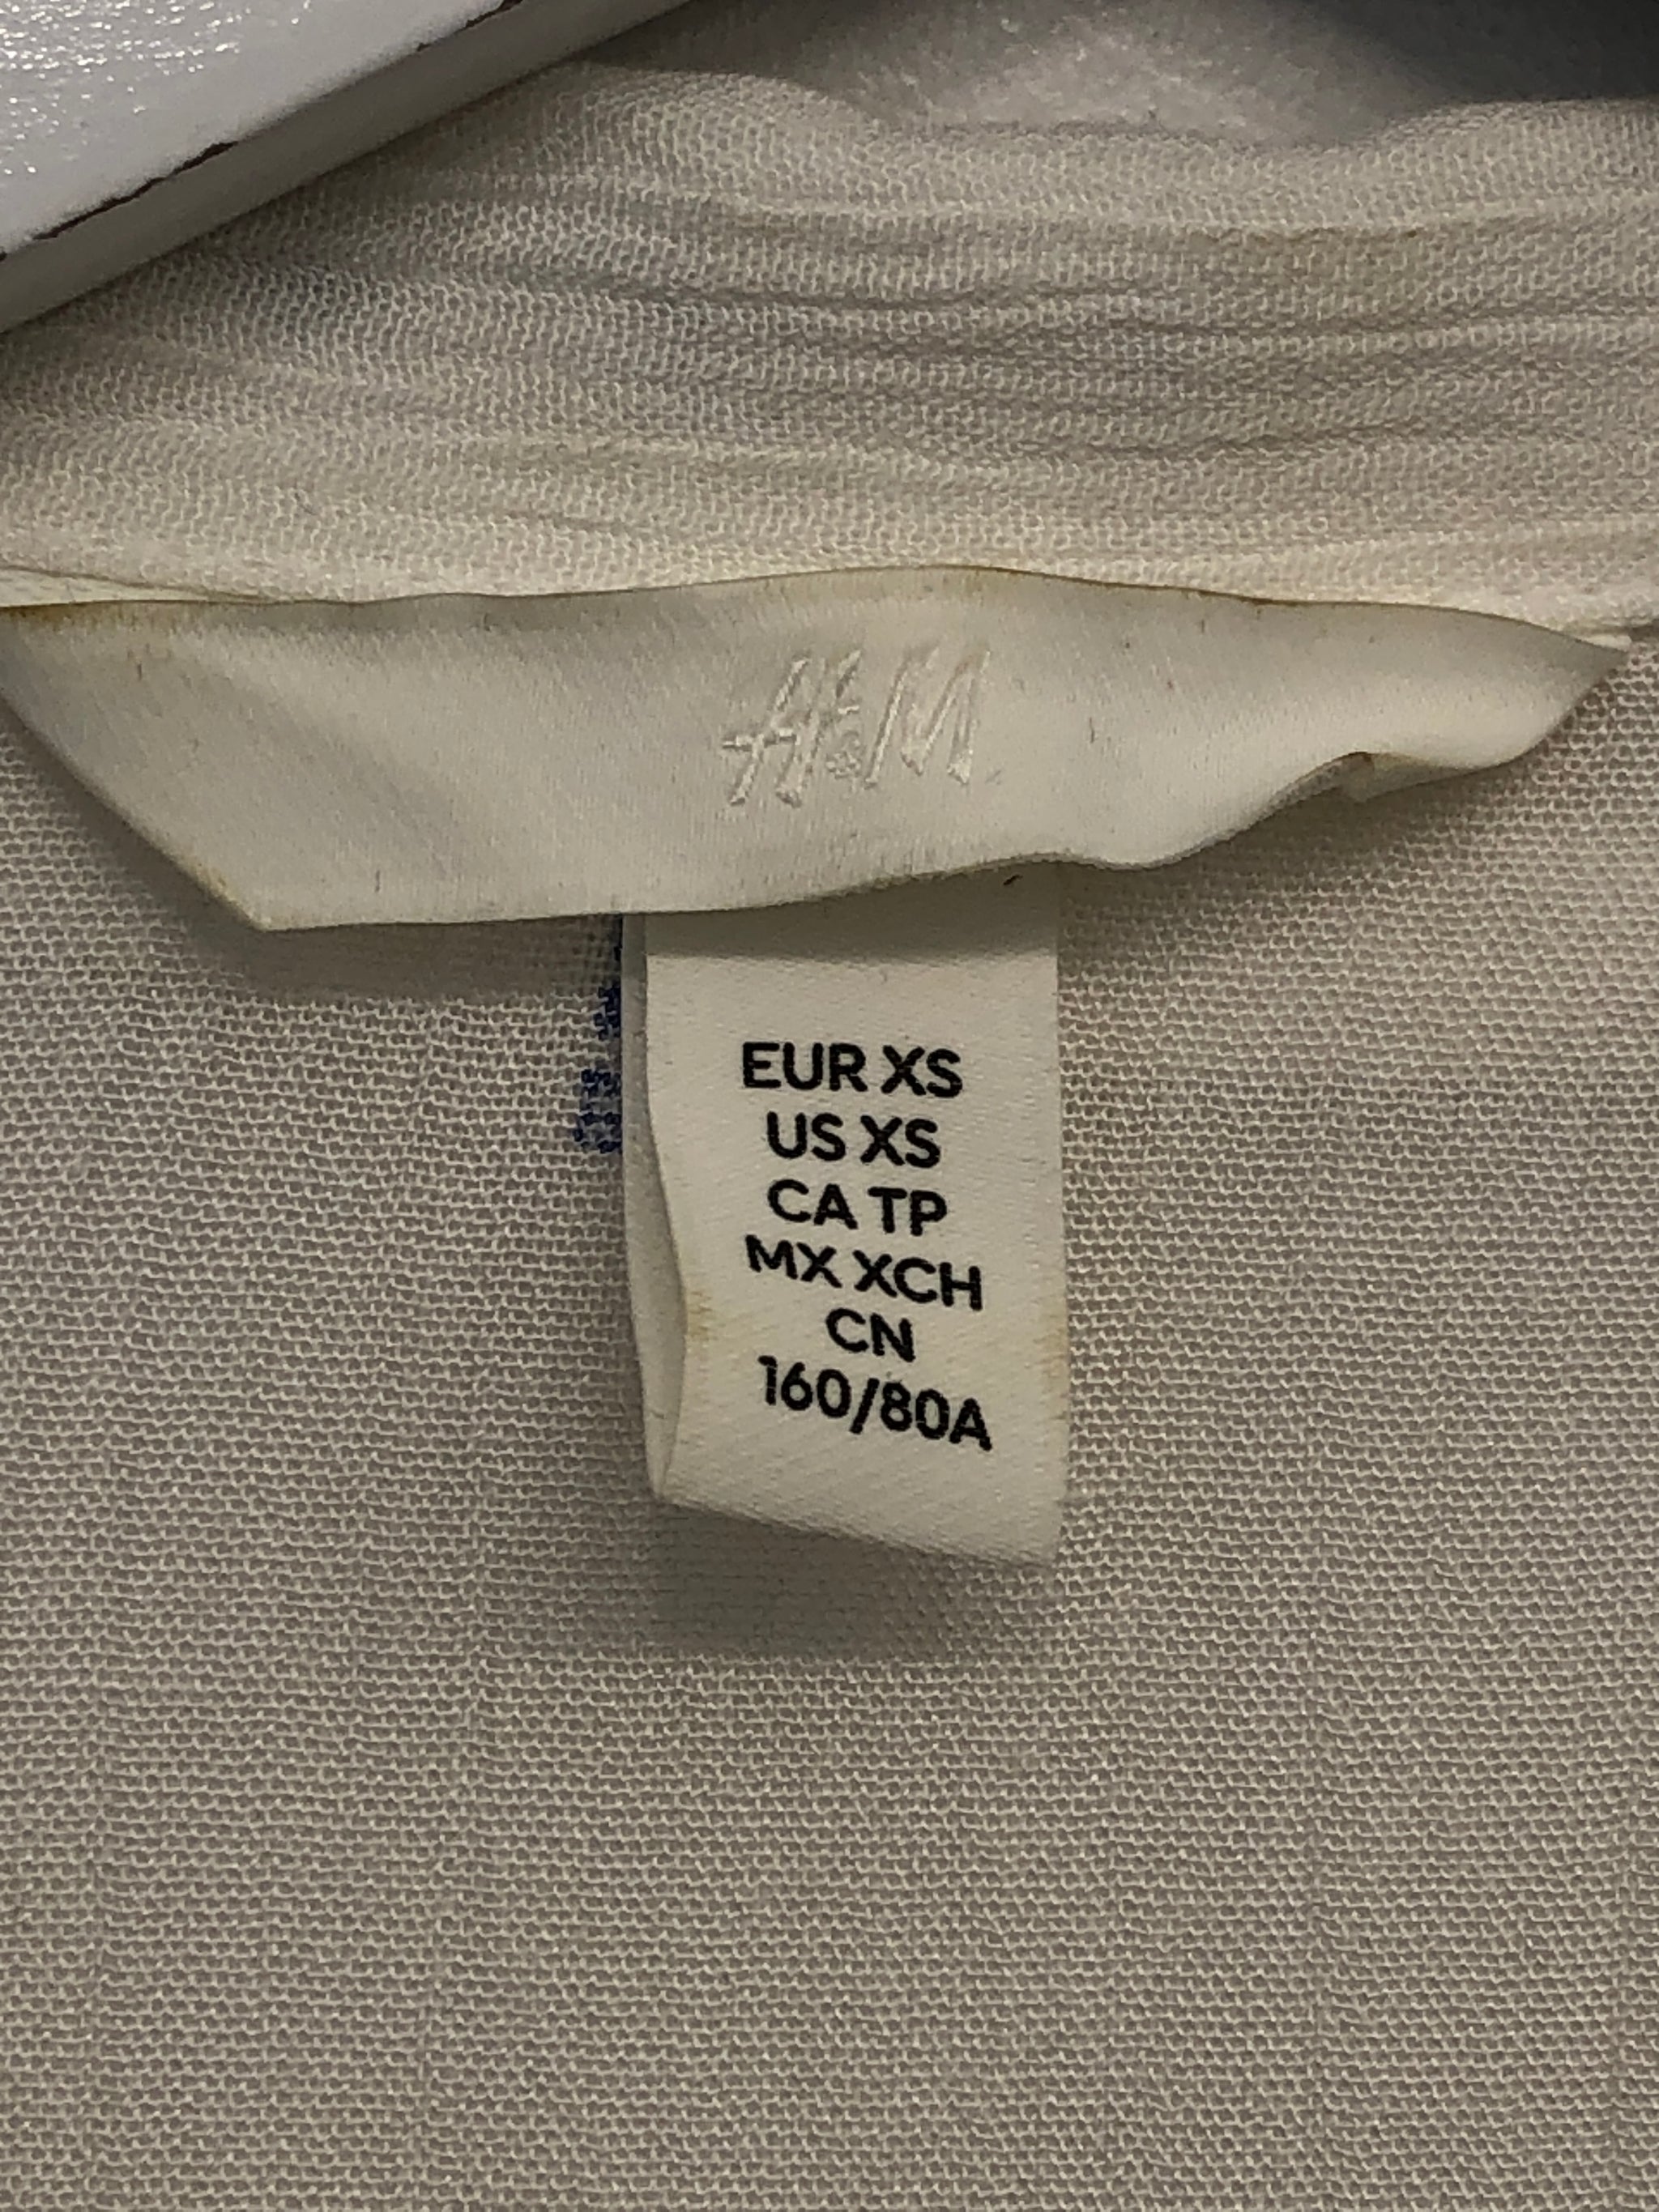 H&M
EUR XS
US XS
CA TP
MX XCH
CN
160/80A